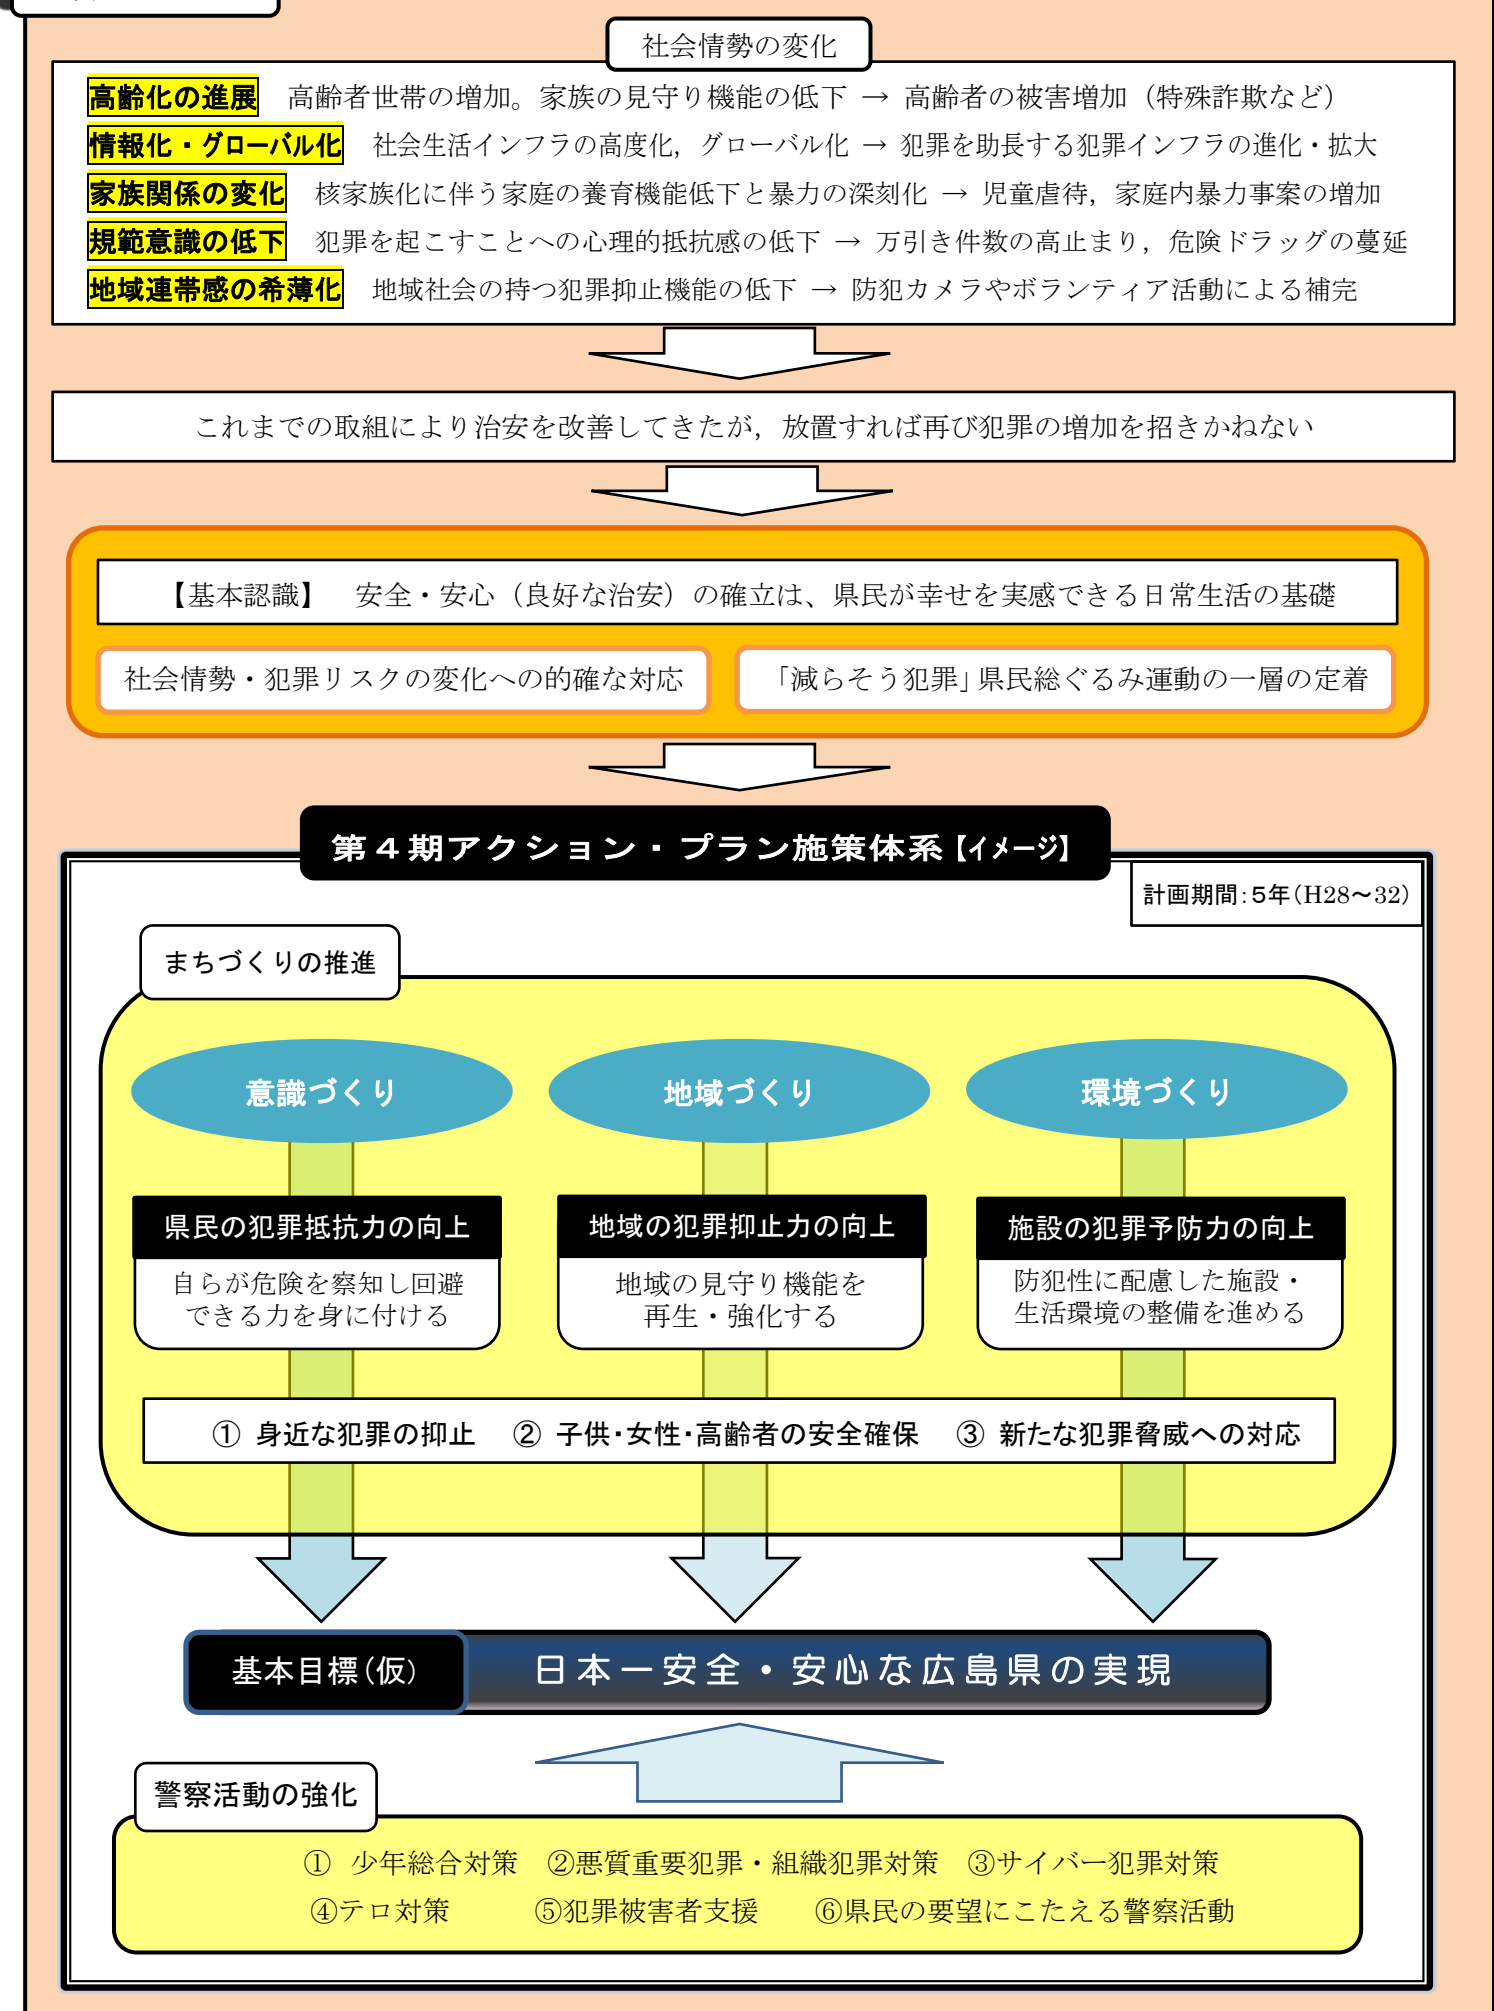 社会情勢の変化
高齢化の進展　高齢者世帯の増加。家族の見守り機能の低下 → 高齢者の被害増加（特殊詐欺など）
情報化・グローバル化　社会生活インフラの高度化，グローバル化 → 犯罪を助長する犯罪インフラの進化・拡大
家族関係の変化　核家族化に伴う家庭の養育機能低下と暴力の深刻化 → 児童虐待，家庭内暴力事案の増加
規範意識の低下　犯罪を起こすことへの心理的抵抗感の低下 → 万引き件数の高止まり，危険ドラッグの蔓延
地域連帯感の希薄化　地域社会の持つ犯罪抑止機能の低下 → 防犯カメラやボランティア活動による補完
これまでの取組により治安を改善してきたが，放置すれば再び犯罪の増加を招きかねない
【基本認識】　安全・安心（良好な治安）の確立は、県民が幸せを実感できる日常生活の基礎
社会情勢・犯罪リスクの変化への的確な対応
「減らそう犯罪」県民総ぐるみ運動の一層の定着
第４期アクション・プラン施策体系【イメージ】
計画期間：５年（H28～32）
まちづくりの推進
意識づくり
地域づくり
環境づくり
県民の犯罪抵抗力の向上
自らが危険を察知し回避
できる力を身に付ける
地域の犯罪抑止力の向上
地域の見守り機能を
再生・強化する
施設の犯罪予防力の向上
防犯性に配慮した施設・
生活環境の整備を進める
① 身近な犯罪の抑止　② 子供・女性・高齢者の安全確保　③ 新たな犯罪脅威への対応
基本目標（仮）
日本一安全・安心な広島県の実現
警察活動の強化
①　少年総合対策　②悪質重要犯罪・組織犯罪対策　③サイバー犯罪対策
④テロ対策　　　⑤犯罪被害者支援　　⑥県民の要望にこたえる警察活動